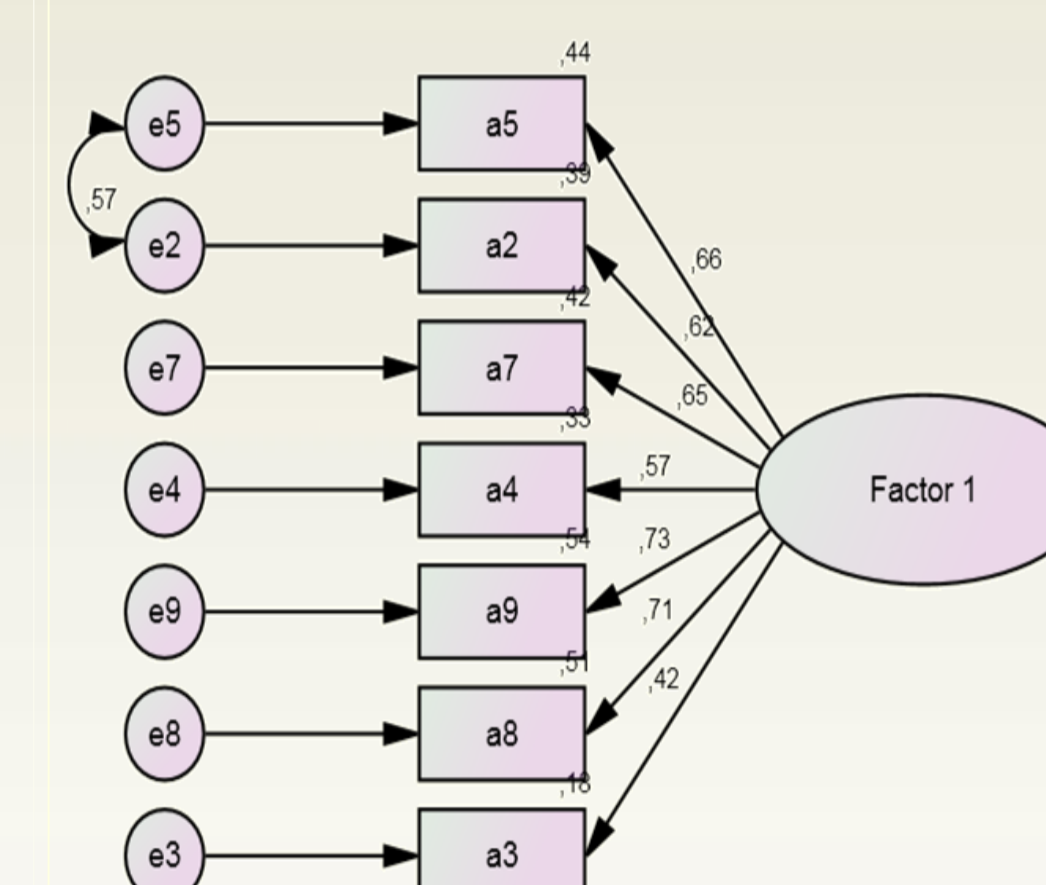 ,44
e5
a5
,39
,57
,66
e2
a2
,42
,62
e7
a7
,65
,33
,57
e4
a4
Factor 1
,54
,73
e9
a9
,71
,51
,42
e8
a8
,18
e3
a3